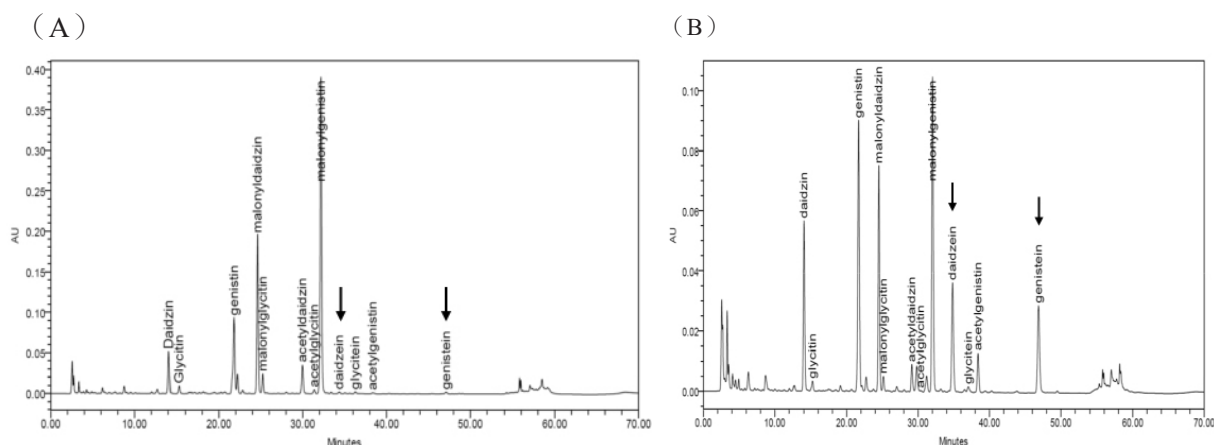 (A)
0.40
0.35
0.30
0.25
0.20
0.15
0.10
0.05
0.00
AU
Daidzin
Glycitin
genistin
malonyldaidzin
malonylglycitin
acetyldaidzin
acetylglycitin
malonylgenistin
daidzein
glycitein
acetylgenistin
genistein
0.00 10.00 20.00 30.00 40.00 50.00 60.00 70.00
Minutes
(B)
0.10
0.08
0.06
0.04
0.02
0.00
AU
daidzin
glycitin
genistin
malonyldaidzin
malonylglycitin
acetyldaidzin
acetylglycitin
malonylgenistin
daidzein
glycitein
acetylgenistin
genistein
0.00 10.00 20.00 30.00 40.00 50.00 60.00 70.00
Minutes